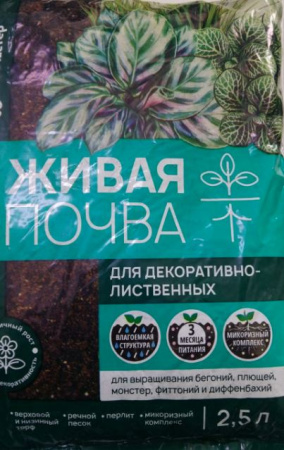 ЖИВАЯ
ПОЧВА
ДЛЯ ДЕКОРАТИВНО-
ЛИСТВЕННЫХ
ВЛАГОЕМКАЯ
СТРУКТУРА
3
МЕСЯЦА
ПИТАНИЯ
МИКОРИЗНЫЙ
КОМПЛЕКС
для выращивания бегоний, плющей,
монстер, фиттоний и диффенбахий
• верховой и низинный торф • речной песок • перлит • микоризный комплекс
2,5 л